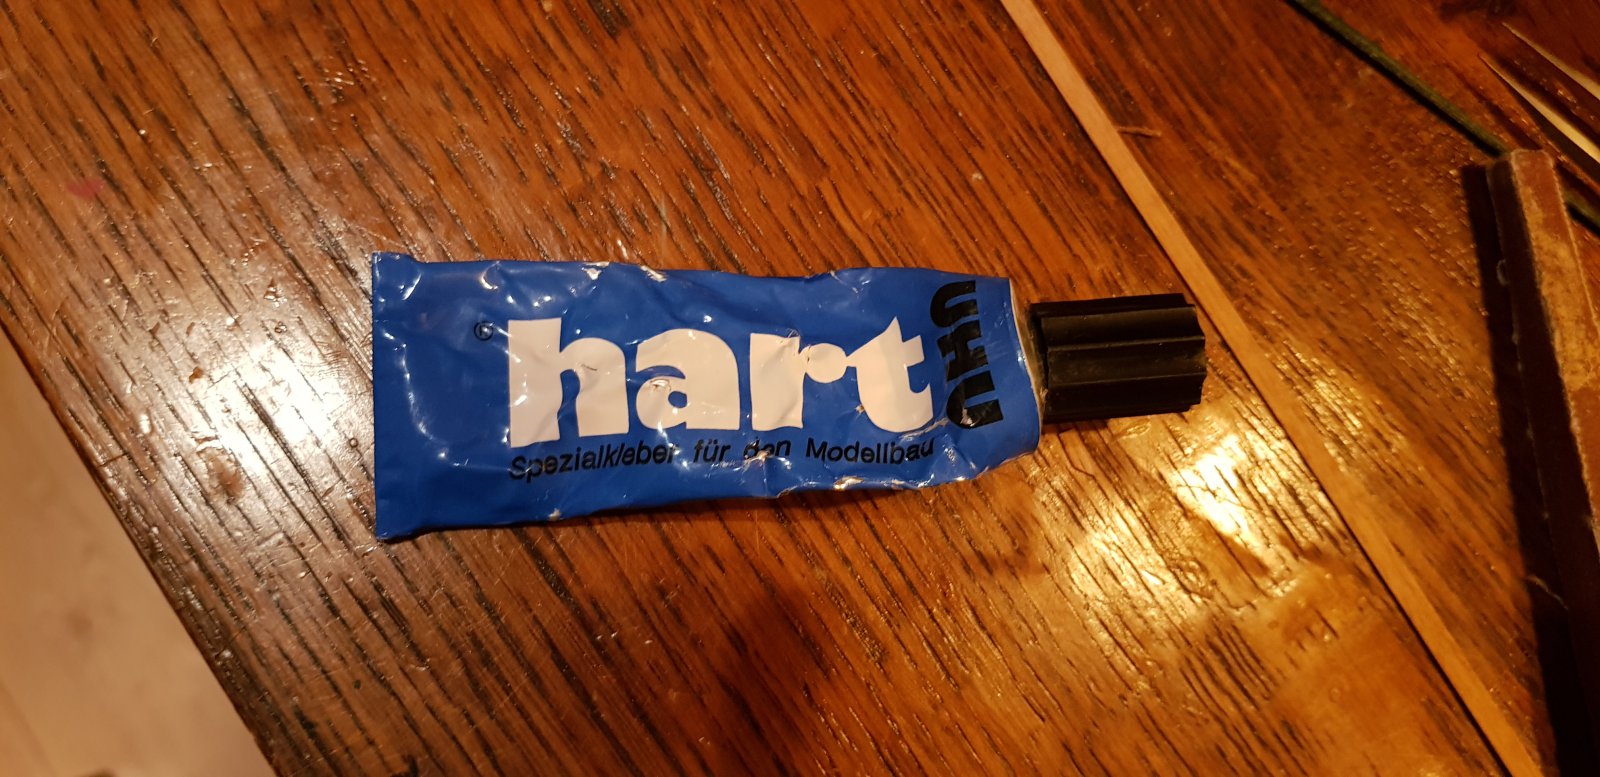 ® hart
UHU
Spezialkleber für den Modellbau